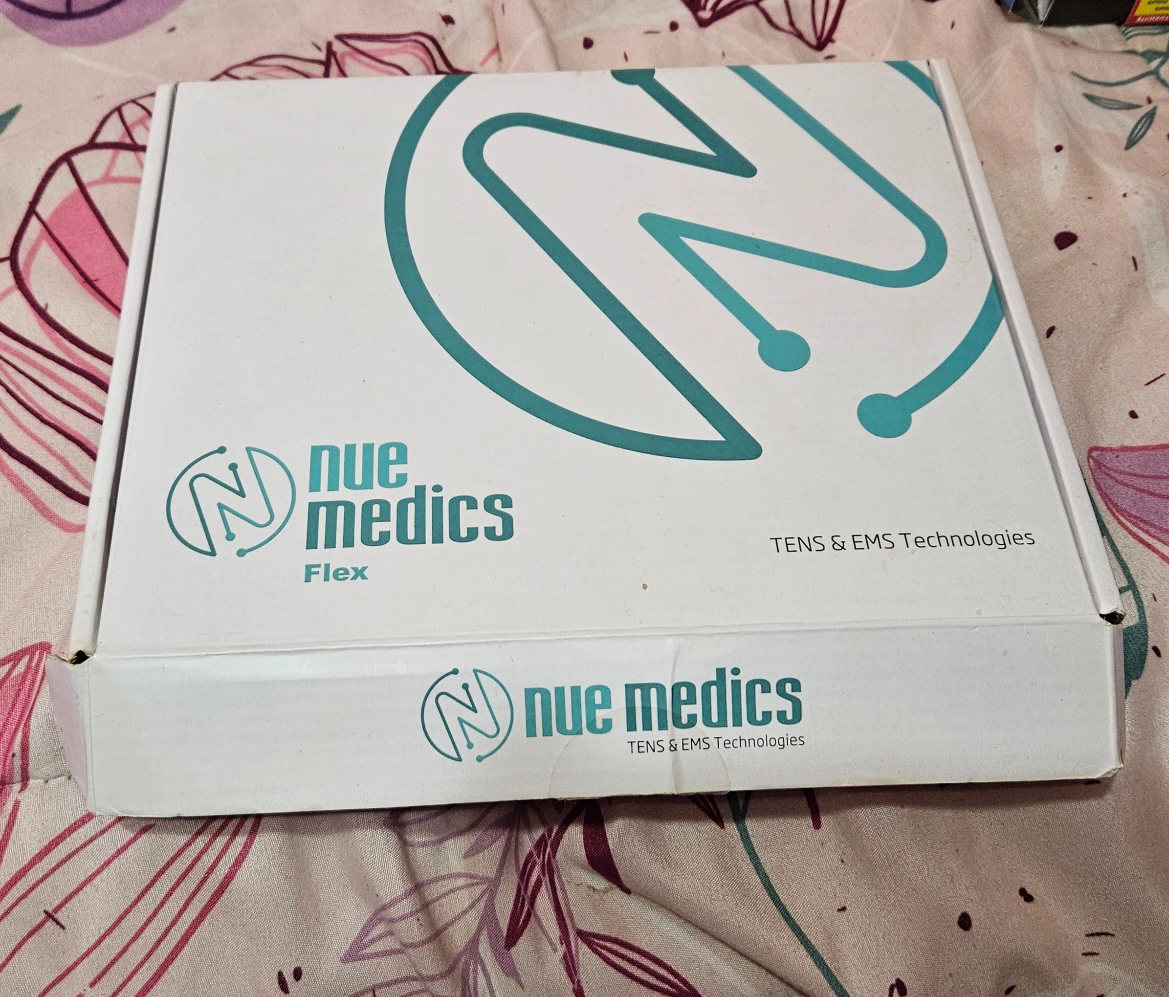 nue
medics
Flex
TENS & EMS Technologies
nue medics
TENS & EMS Technologies